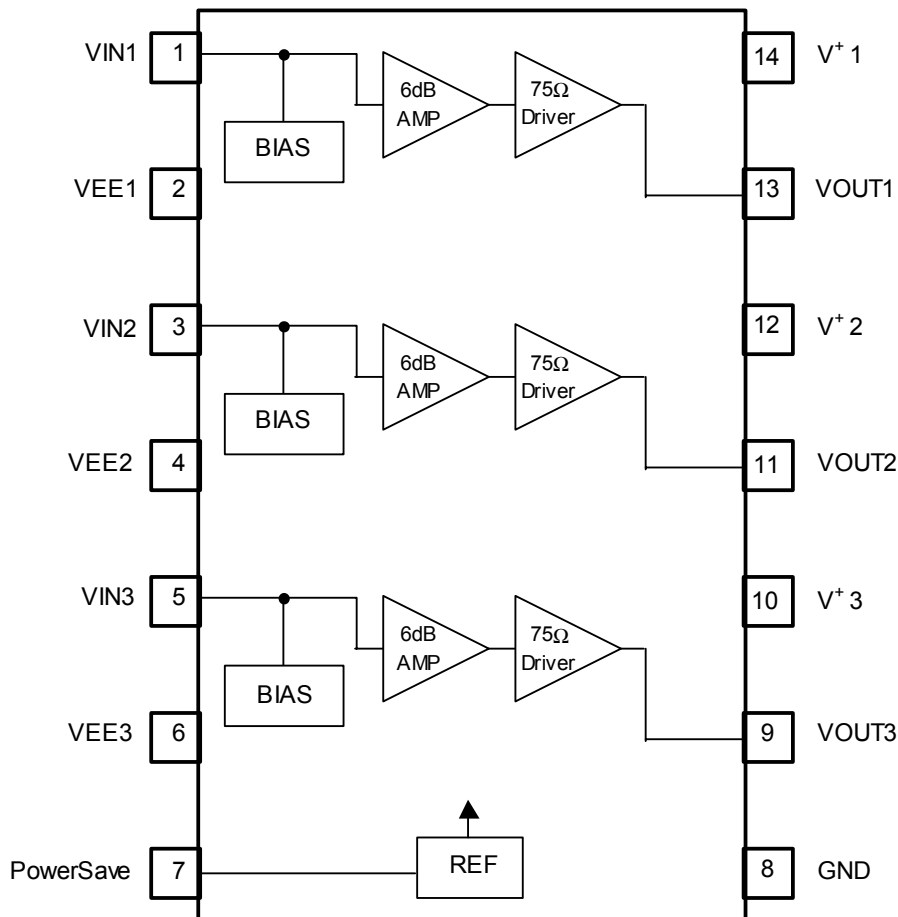 VIN1 1 14 V+ 1
6dB
AMP
75Ω
Driver
BIAS
VEE1 2 13 VOUT1
VIN2 3 12 V+ 2
6dB
AMP
75Ω
Driver
BIAS
VEE2 4 11 VOUT2
VIN3 5 10 V+ 3
6dB
AMP
75Ω
Driver
BIAS
VEE3 6 9 VOUT3
PowerSave 7 REF 8 GND